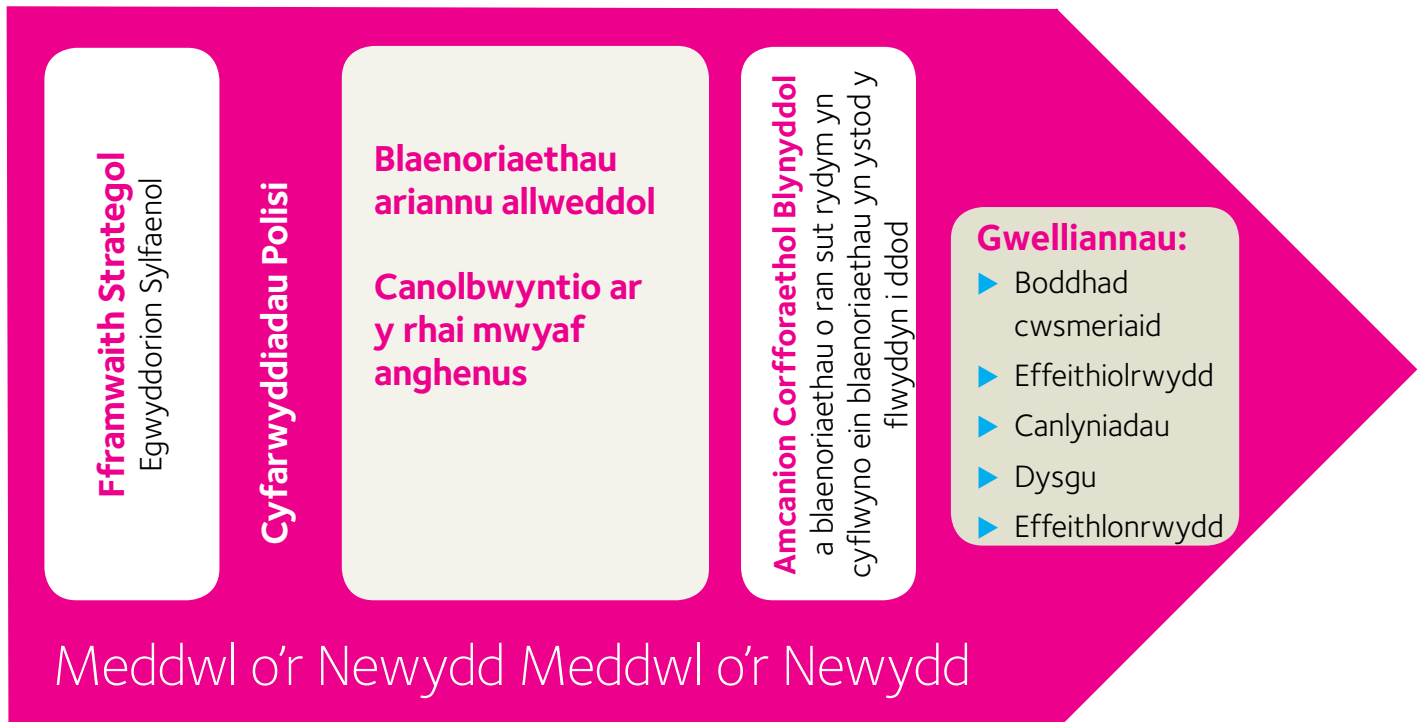 Fframwaith Strategol
Egwyddorion Sylfaenol
Cyfarwyddiadau Polisi
Blaenoriaethau
ariannu allweddol
Canolbwyntio ar
y rhai mwyaf
anghenus
Amcanion Corfforaethol Blynyddol
a blaenoriaethau o ran sut rydym yn
cyflwyno ein blaenoriaethau yn ystod y
flwyddyn i ddod
Gwelliannau:
Boddhad
cwsmeriaid
Effeithiolrwydd
Canlyniadau
Dysgu
Effeithlonrwydd
Meddwl o'r Newydd Meddwl o'r Newydd